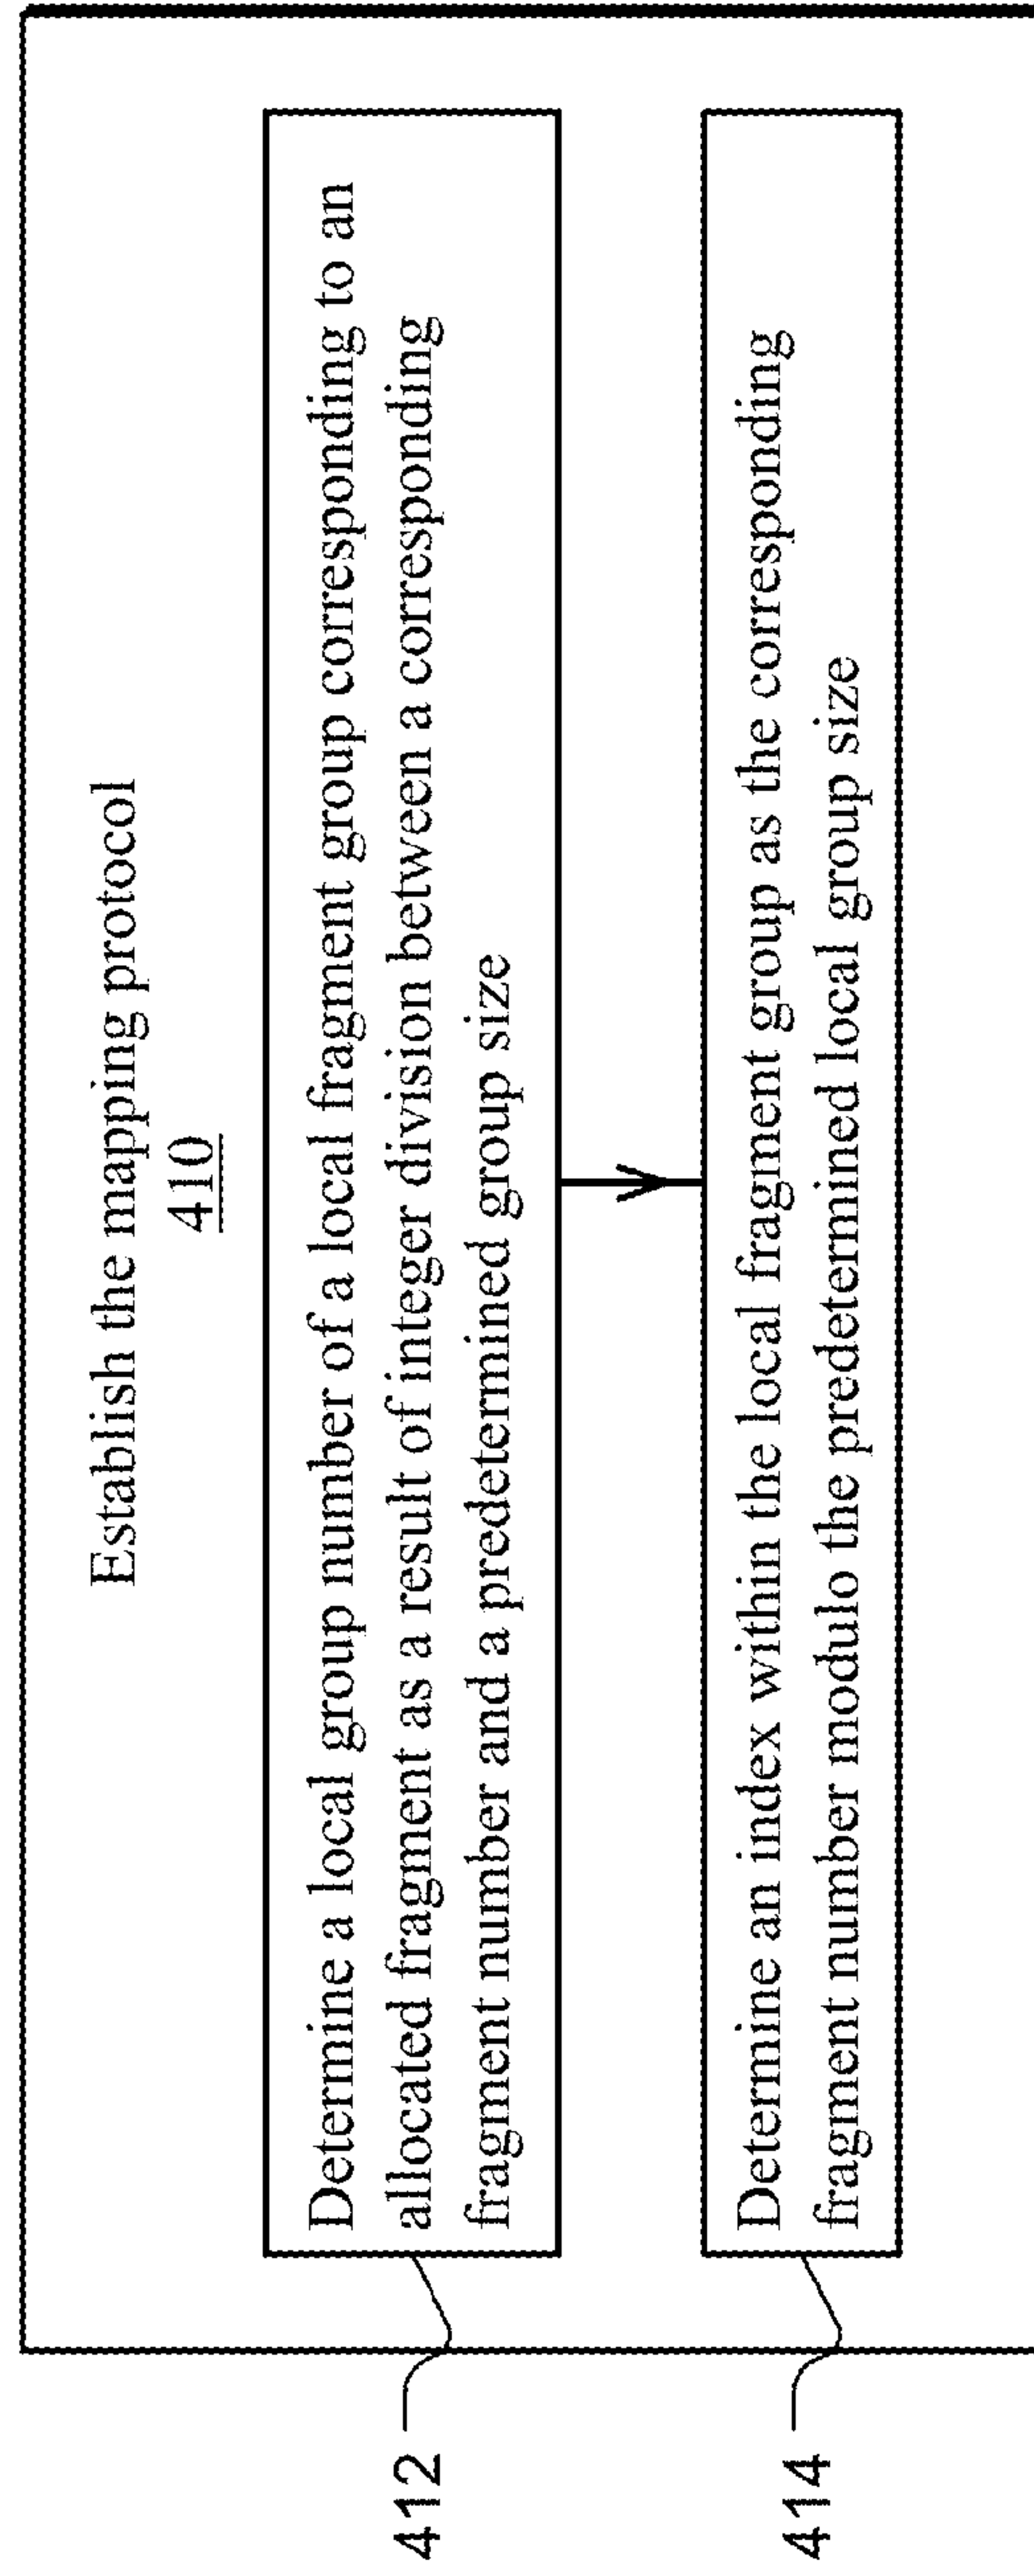 Establish the mapping protocol
410
Determine a local group number of a local fragment group corresponding to an
allocated fragment as a result of integer division between a corresponding
fragment number and a predetermined group size
412
Determine an index within the local fragment group as the corresponding
fragment number modulo the predetermined local group size
414